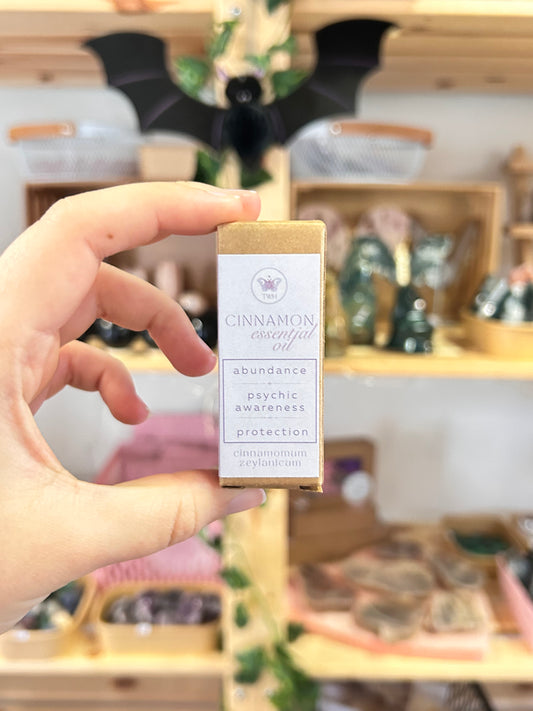 TWH
CINNAMON
essential
oil
abundance
psychic
awareness
protection
cinnamomum
zeylanicum